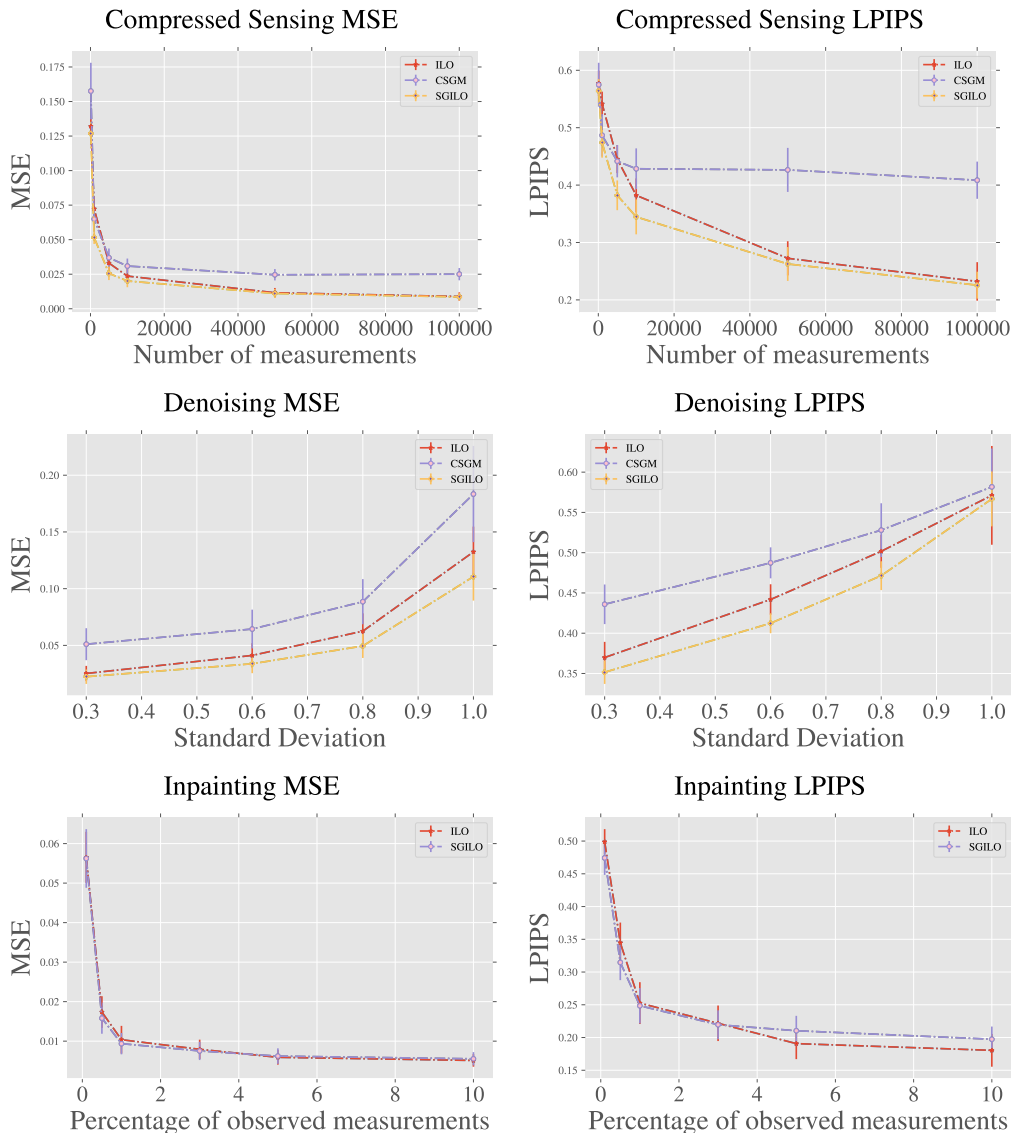 Compressed Sensing MSE
0.175
0.150
0.125
0.100
0.075
0.050
0.025
0.000
MSE
ILO
CSGM
SGILO
0 20000 40000 60000 80000 100000
Number of measurements
Compressed Sensing LPIPS
0.6
0.5
0.4
0.3
0.2
LPIPS
ILO
CSGM
SGILO
0 20000 40000 60000 80000 100000
Number of measurements
Denoising MSE
0.20
0.15
0.10
0.05
MSE
ILO
CSGM
SGILO
0.3 0.4 0.5 0.6 0.7 0.8 0.9 1.0
Standard Deviation
Denoising LPIPS
0.60
0.55
0.50
0.45
0.40
0.35
LPIPS
ILO
CSGM
SGILO
0.3 0.4 0.5 0.6 0.7 0.8 0.9 1.0
Standard Deviation
Inpainting MSE
0.06
0.05
0.04
0.03
0.02
0.01
MSE
ILO
SGILO
0 2 4 6 8 10
Percentage of observed measurements
Inpainting LPIPS
0.50
0.45
0.40
0.35
0.30
0.25
0.20
0.15
LPIPS
ILO
SGILO
0 2 4 6 8 10
Percentage of observed measurements